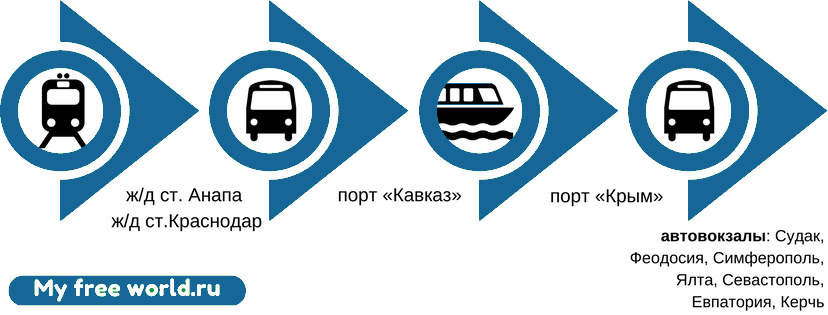 ж/д ст. Анапа
ж/д ст.Краснодар
порт «Кавказ»
порт «Крым»
автовокзалы: Судак,
Феодосия, Симферополь,
Ялта, Севастополь,
Евпатория, Керчь
My free world.ru